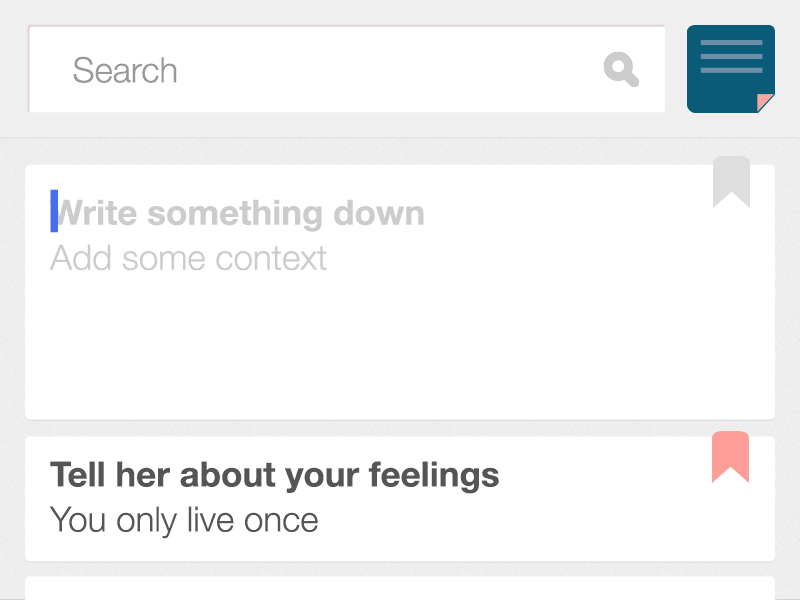 Search
Write something down
Add some context
Tell her about your feelings
You only live once